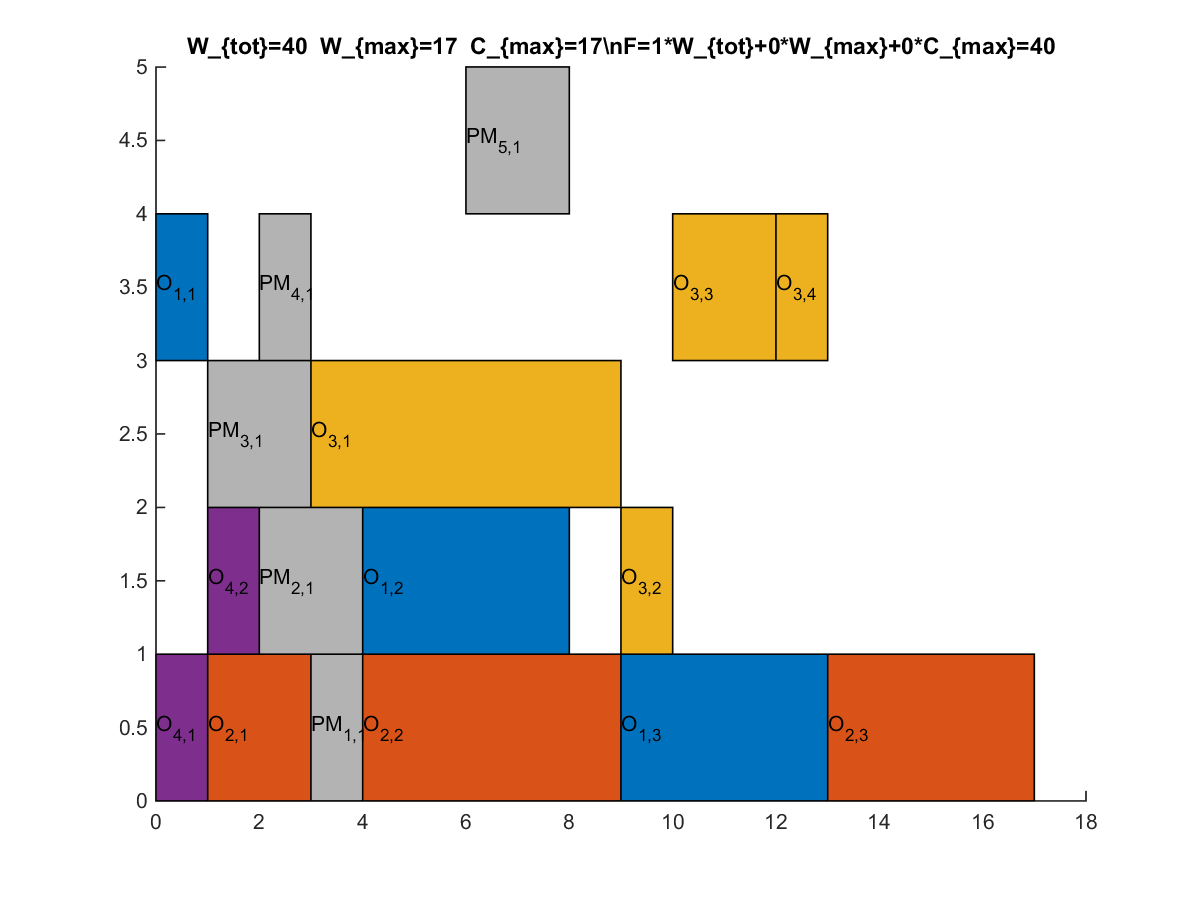 W_{tot}=40 W_{max}=17 C_{max}=17\nF=1*W_{tot}+0*W_{max}+0*C_{max}=40
5
PM5,1
4.5
4
O1,1
PM4,1
O3,3
O3,4
3.5
3
PM3,1
O3,1
2.5
2
O4,2
PM2,1
O1,2
O3,2
1.5
1
O4,1
O2,1
PM1,1
O2,2
O1,3
O2,3
0.5
0
0 2 4 6 8 10 12 14 16 18